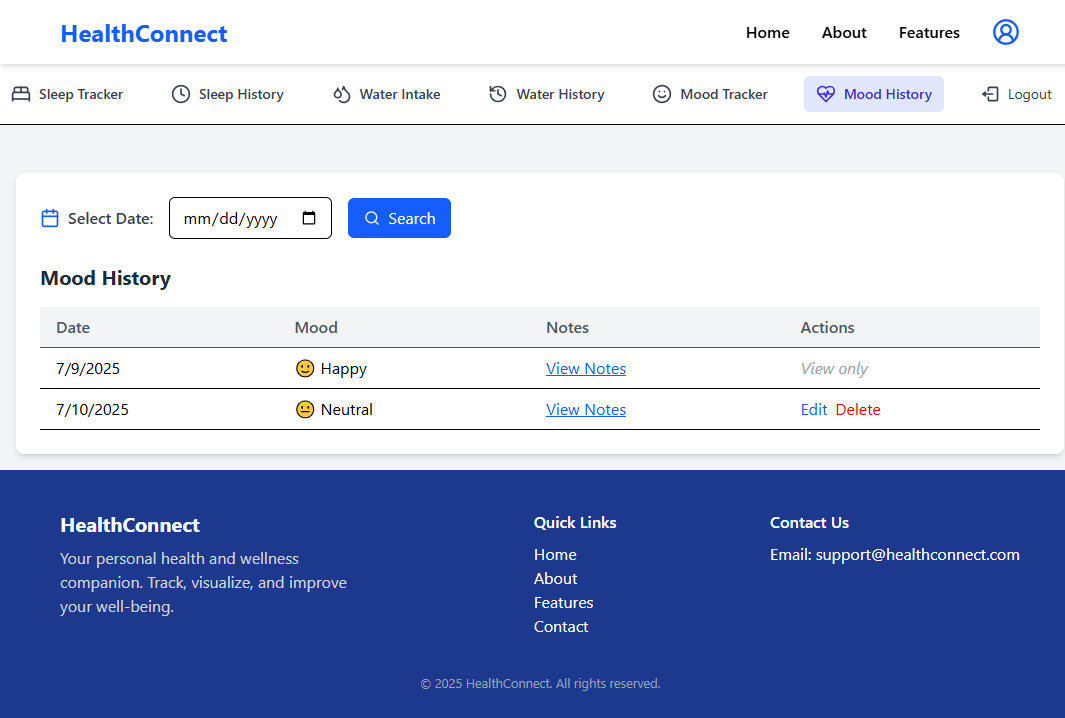 HealthConnect Home About Features
Sleep Tracker Sleep History Water Intake Water History Mood Tracker Mood History Logout
Select Date: mm/dd/yyyy Search
Mood History
Date Mood Notes Actions
7/9/2025 Happy View Notes View only
7/10/2025 Neutral View Notes Edit Delete
HealthConnect
Your personal health and wellness
companion. Track, visualize, and improve
your well-being.
Quick Links
Home
About
Features
Contact
Contact Us
Email: support@healthconnect.com
© 2025 HealthConnect. All rights reserved.